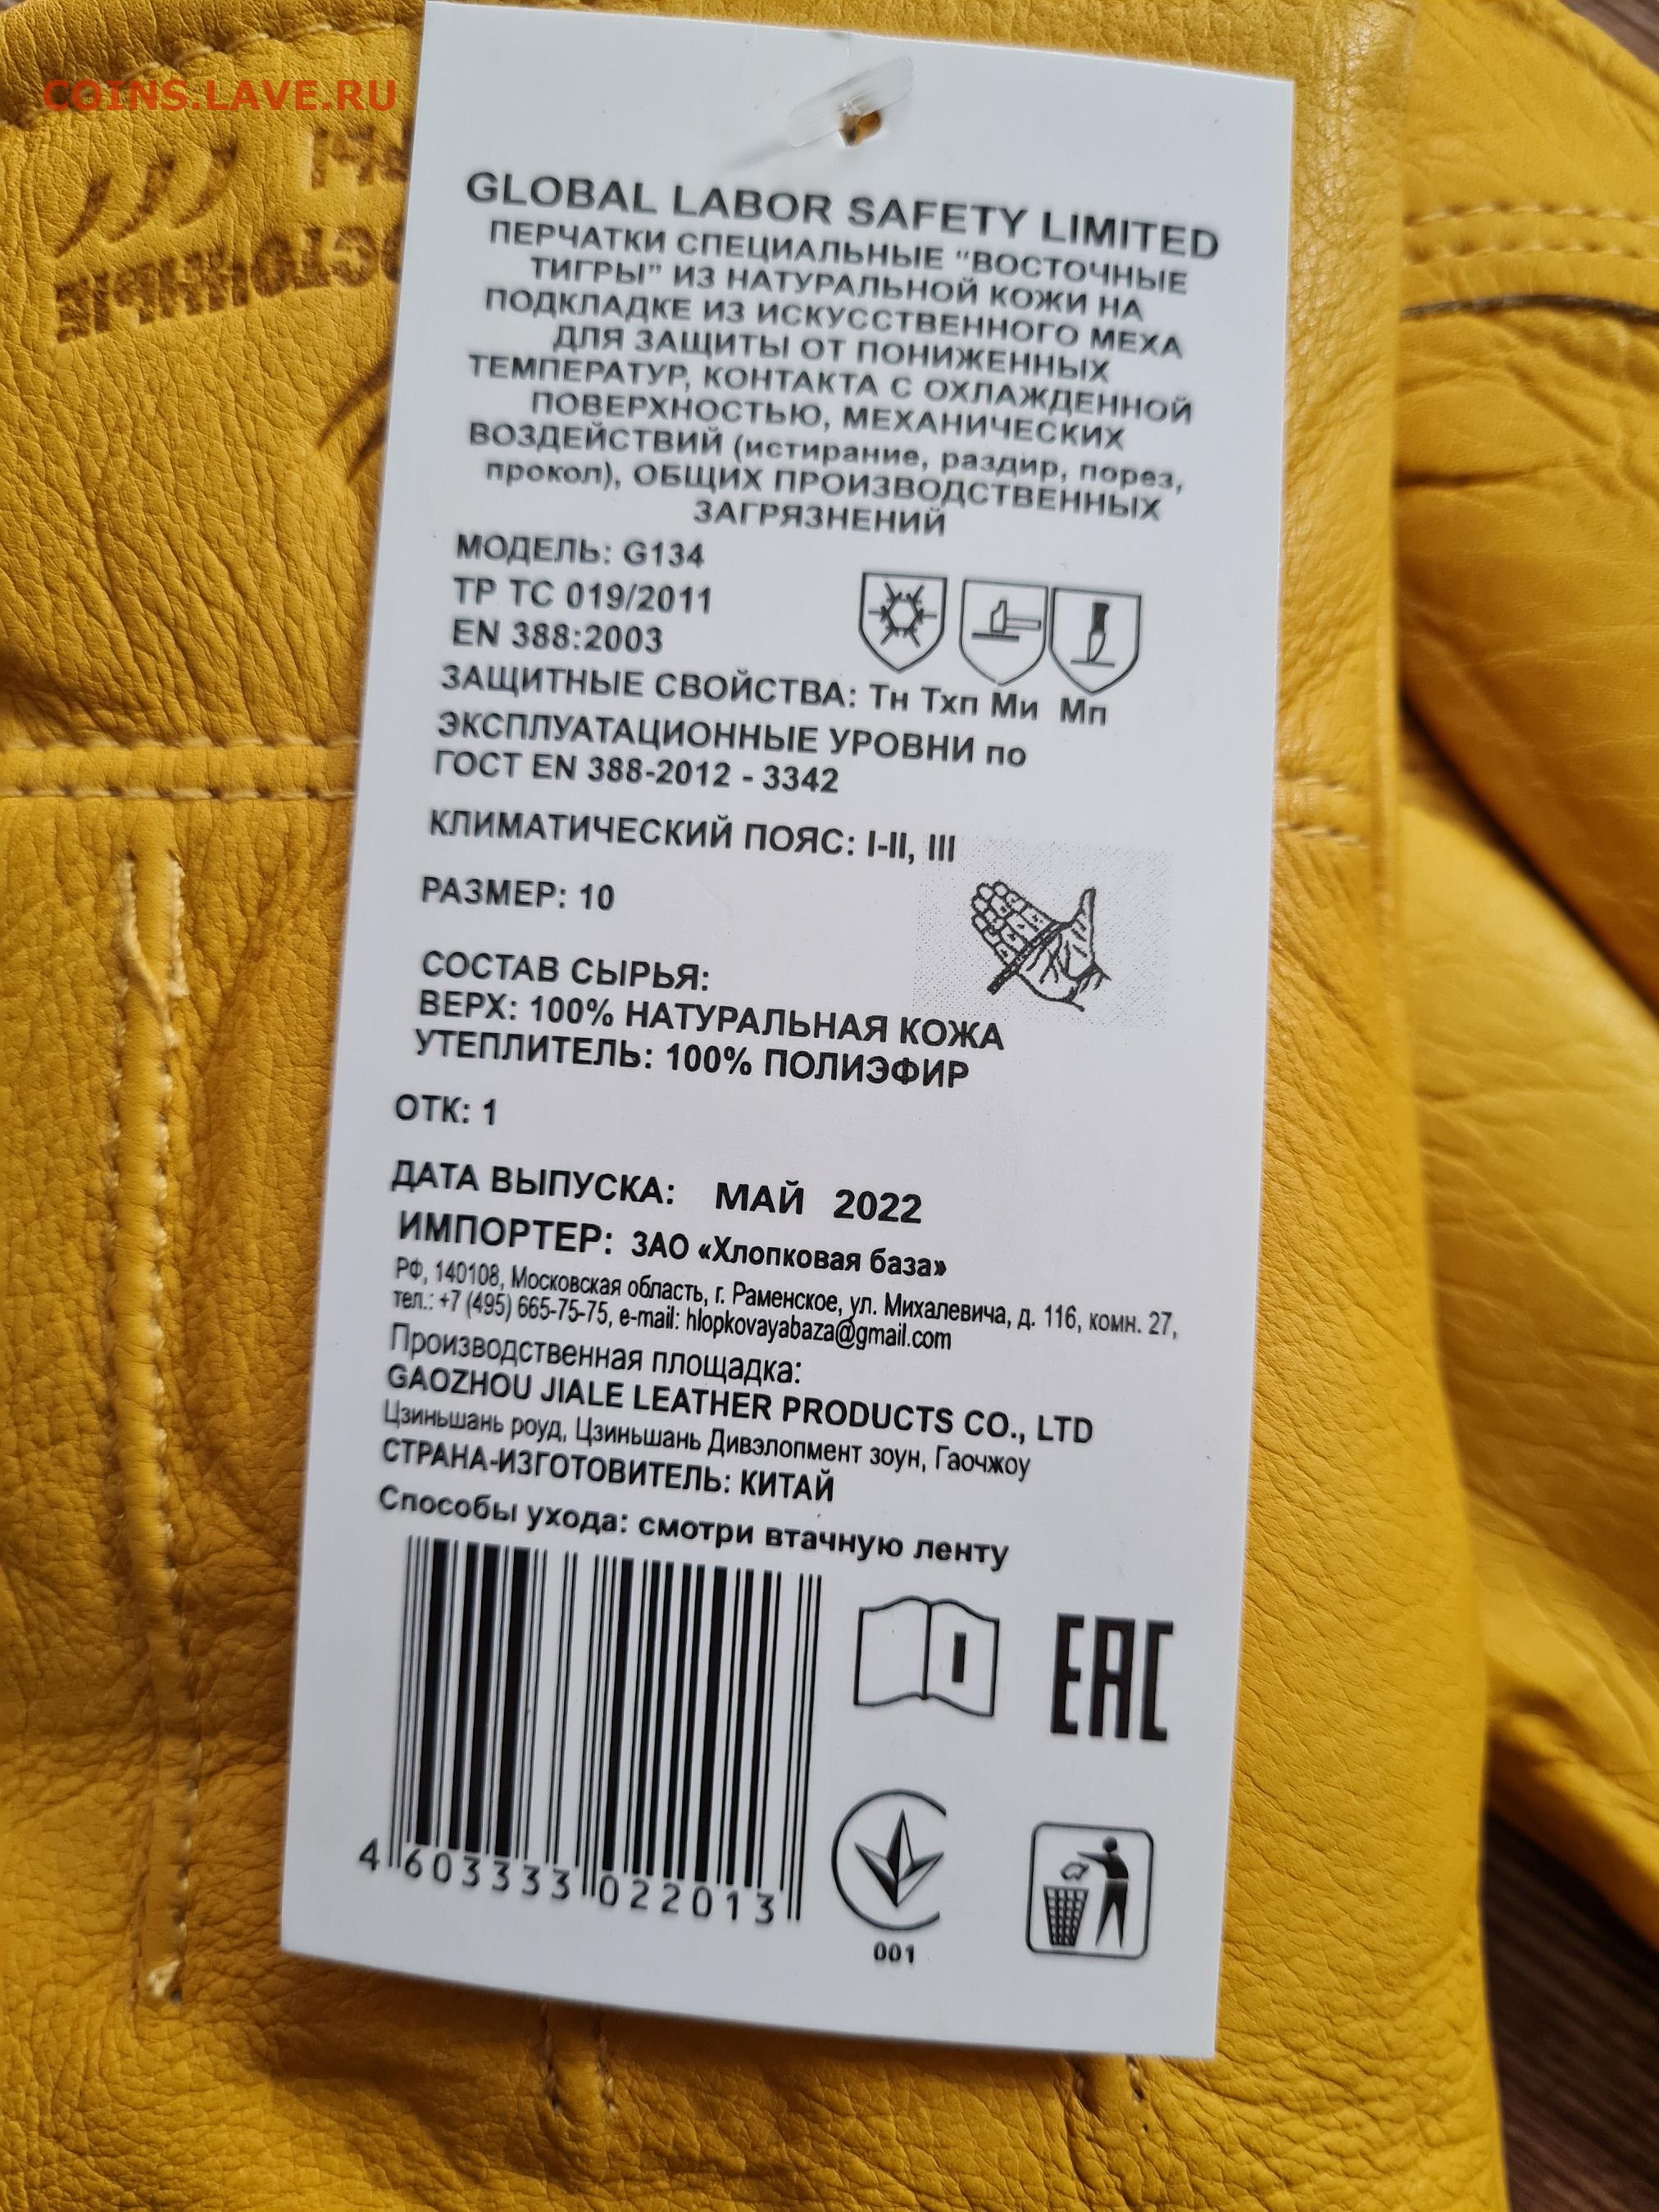 COINS.LAVE.RU
GLOBAL LABOR SAFETY LIMITED
ПЕРЧАТКИ СПЕЦИАЛЬНЫЕ "ВОСТОЧНЫЕ
ТИГРЫ" ИЗ НАТУРАЛЬНОЙ КОЖИ НА
ПОДКЛАДКЕ ИЗ ИСКУССТВЕННОГО МЕХА
ДЛЯ ЗАЩИТЫ ОТ ПОНИЖЕННЫХ
ТЕМПЕРАТУР, КОНТАКТА С ОХЛАЖДЕННОЙ
ПОВЕРХНОСТЬЮ, МЕХАНИЧЕСКИХ
ВОЗДЕЙСТВИЙ (истирание, раздир, порез,
прокол), ОБЩИХ ПРОИЗВОДСТВЕННЫХ
ЗАГРЯЗНЕНИЙ
МОДЕЛЬ: G134
ТР ТС 019/2011
EN 388:2003
ЗАЩИТНЫЕ СВОЙСТВА: Тн Тхп Ми Мп
ЭКСПЛУАТАЦИОННЫЕ УРОВНИ по
ГОСТ EN 388-2012 - 3342
КЛИМАТИЧЕСКИЙ ПОЯС: I-II, III
РАЗМЕР: 10
СОСТАВ СЫРЬЯ:
ВЕРХ: 100% НАТУРАЛЬНАЯ КОЖА
УТЕПЛИТЕЛЬ: 100% ПОЛИЭФИР
ОТК: 1
ДАТА ВЫПУСКА: МАЙ 2022
ИМПОРТЕР: ЗАО «Хлопковая база»
РФ, 140108, Московская область, г. Раменское, ул. Михалевича, д. 116, комн. 27,
тел.: +7 (495) 665-75-75, e-mail: hlopkovayabaza@gmail.com
Производственная площадка:
GAOZHOU JIALE LEATHER PRODUCTS CO., LTD
Цзиньшань роуд, Цзиньшань Дивэлопмент зоун, Гаочжоу
СТРАНА-ИЗГОТОВИТЕЛЬ: КИТАЙ
Способы ухода: смотри втачную ленту
EAC
4 603333 022013
001